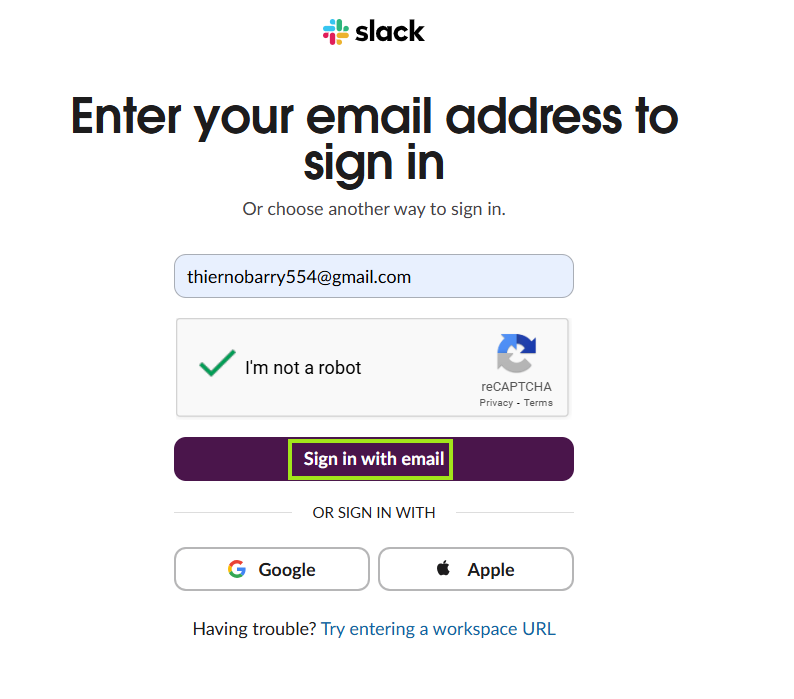 slack
Enter your email address to
sign in
Or choose another way to sign in.
thiernobarry554@gmail.com
I'm not a robot
reCAPTCHA
Privacy - Terms
Sign in with email
OR SIGN IN WITH
Google
Apple
Having trouble? Try entering a workspace URL